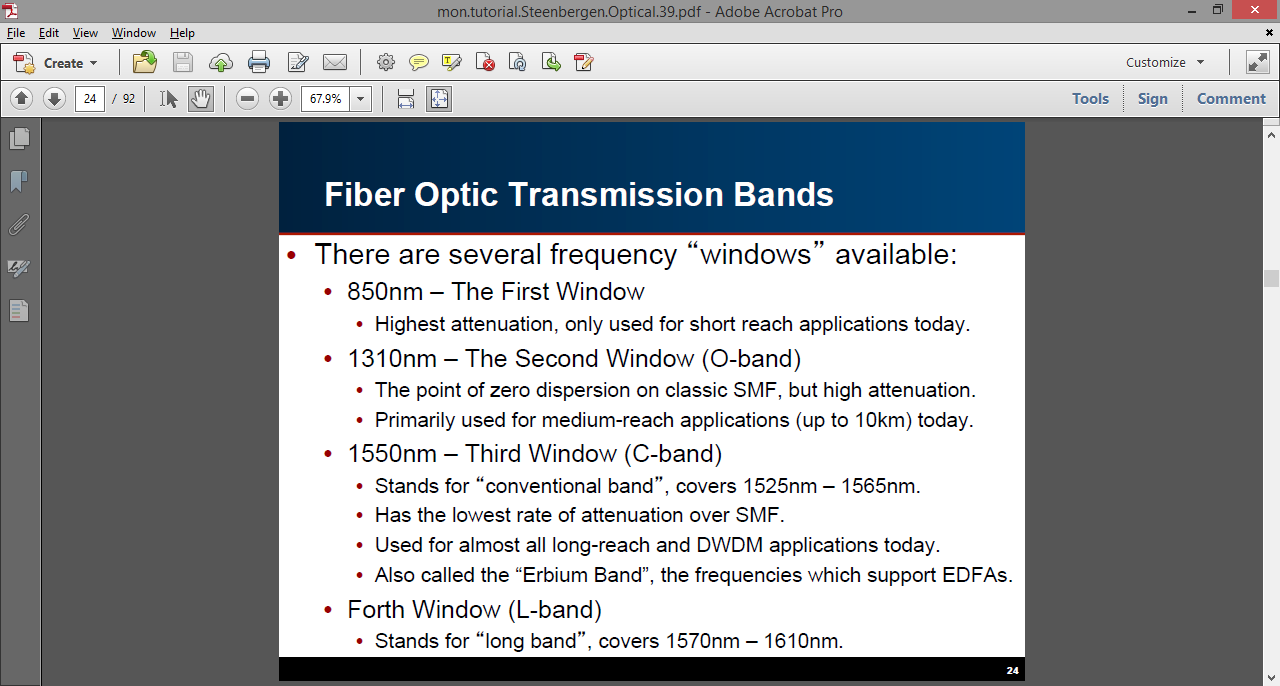 mon.tutorial.Steenbergen.Optical.39.pdf - Adobe Acrobat Pro
File Edit View Window Help
Create Customize
24 / 92 67.9% Tools Sign Comment
Fiber Optic Transmission Bands
• There are several frequency “windows” available:
• 850nm – The First Window
• Highest attenuation, only used for short reach applications today.
• 1310nm – The Second Window (O-band)
• The point of zero dispersion on classic SMF, but high attenuation.
• Primarily used for medium-reach applications (up to 10km) today.
• 1550nm – Third Window (C-band)
• Stands for “conventional band”, covers 1525nm – 1565nm.
• Has the lowest rate of attenuation over SMF.
• Used for almost all long-reach and DWDM applications today.
• Also called the “Erbium Band”, the frequencies which support EDFAs.
• Forth Window (L-band)
• Stands for “long band”, covers 1570nm – 1610nm.
24